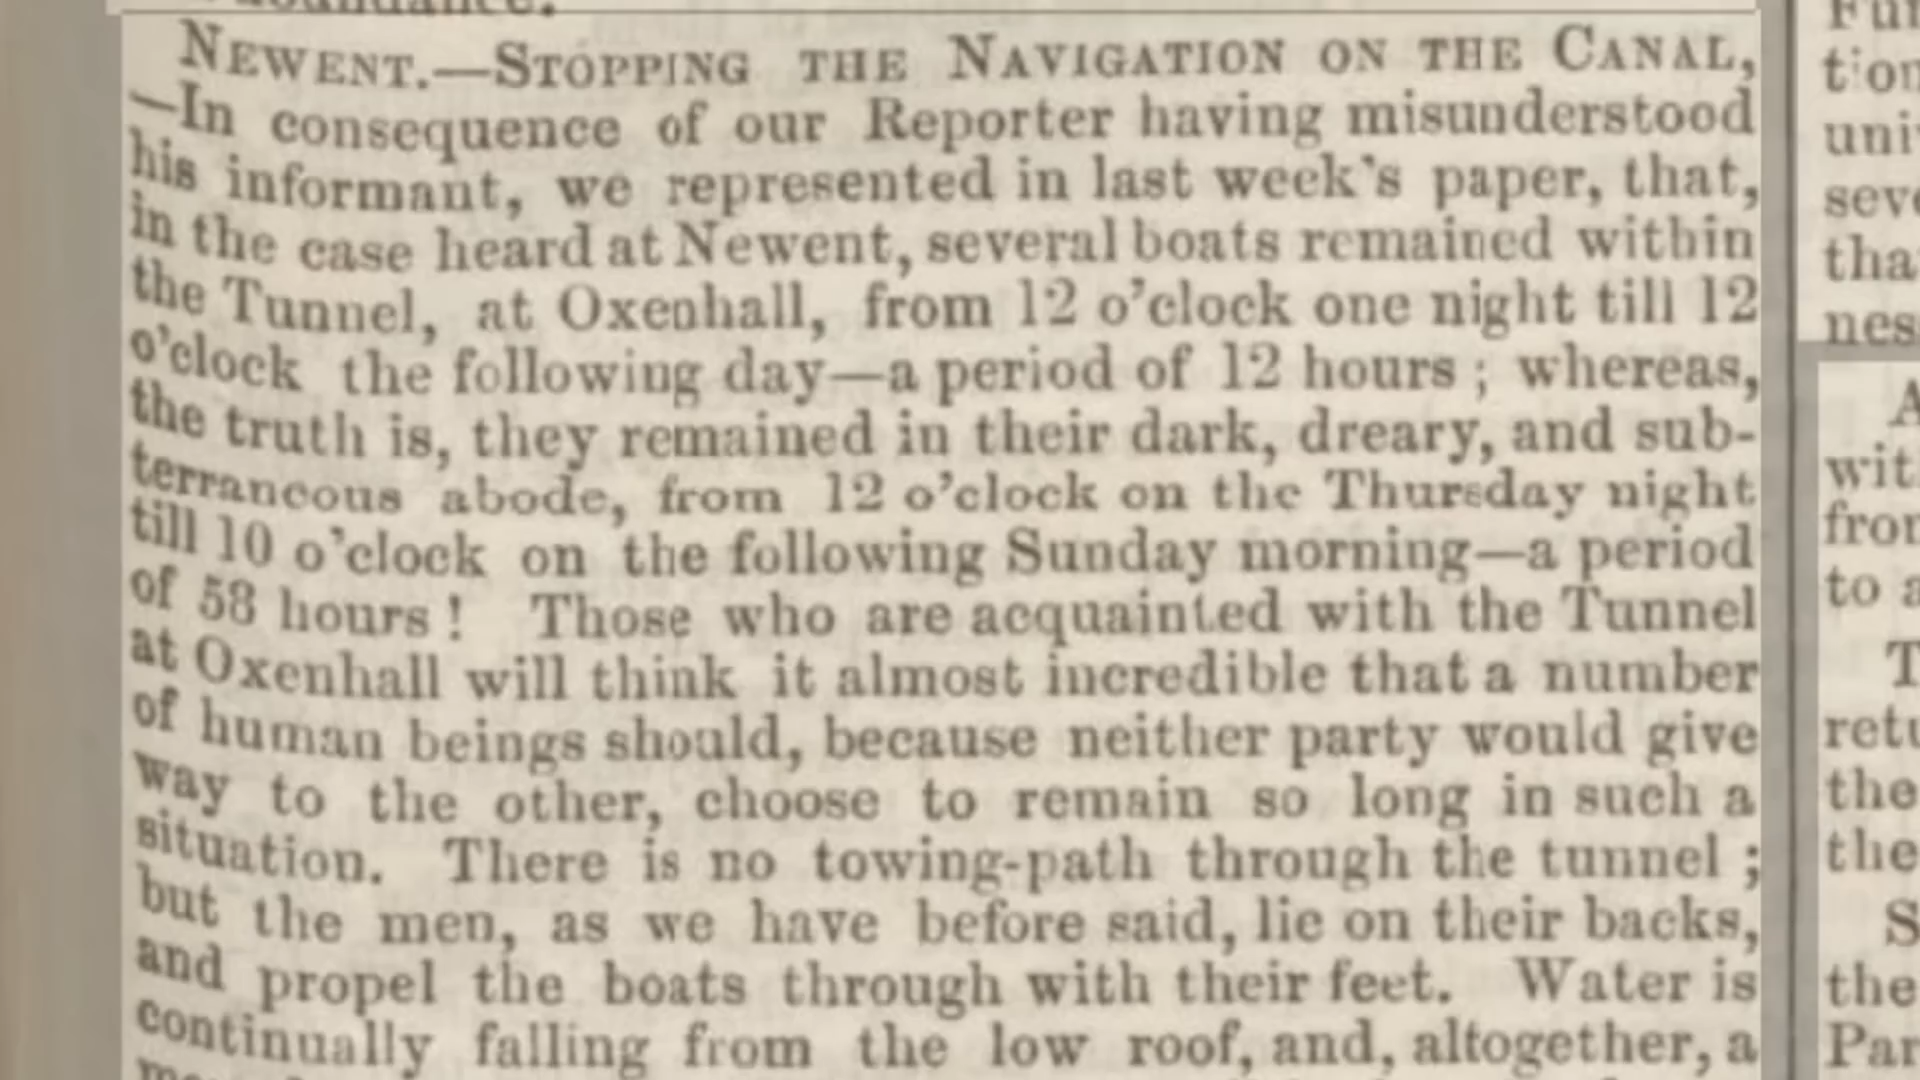 NEWENT.—STOPPING THE NAVIGATION ON THE CANAL,
—In consequence of our Reporter having misunderstood
his informant, we represented in last week's paper, that,
in the case heard at Newent, several boats remained within
the Tunnel, at Oxenhall, from 12 o'clock one night till 12
o'clock the following day—a period of 12 hours ; whereas,
the truth is, they remained in their dark, dreary, and sub-
terraneous abode, from 12 o'clock on the Thursday night
till 10 o'clock on the following Sunday morning—a period
of 58 hours ! Those who are acquainted with the Tunnel
at Oxenhall will think it almost incredible that a number
of human beings should, because neither party would give
way to the other, choose to remain so long in such a
situation. There is no towing-path through the tunnel ;
but the men, as we have before said, lie on their backs,
and propel the boats through with their feet. Water is
continually falling from the low roof, and, altogether, a